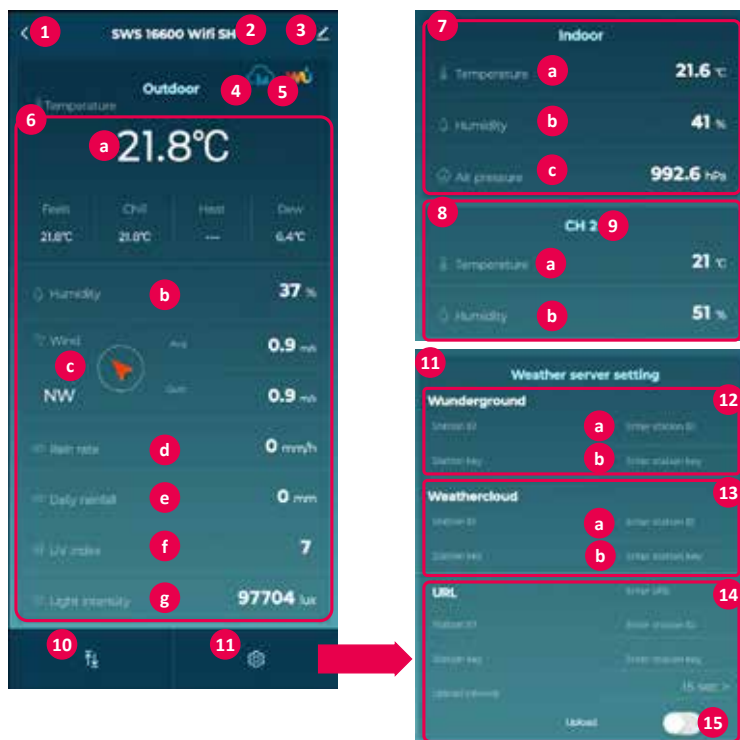 1 SWS 16600 Wifi SH 2 3
Outdoor 4 5
Temperature
6
a 21.8°C
Feels Chill Heat Dew
21.8°C 21.8°C --- 6.4°C
Humidity b 37 %
Wind Avg 0.9 m/s
c
NW Gust 0.9 m/s
Rain rate d 0 mm/h
Daily rainfall e 0 mm
UV index f 7
Light intensity g 97704 lux
10 11
7
Indoor
Temperature a 21.6 °C
Humidity b 41 %
Air pressure c 992.6 hPa
8
CH 2 9
Temperature a 21 °C
Humidity b 51 %
11
Weather server setting
Wunderground 12
Station ID a Enter station ID
Station key b Enter station key
Weathercloud 13
Station ID a Enter station ID
Station key b Enter station key
URL Enter URL 14
Station ID Enter station ID
Station key Enter station key
Upload interval 15 sec >
Upload 15